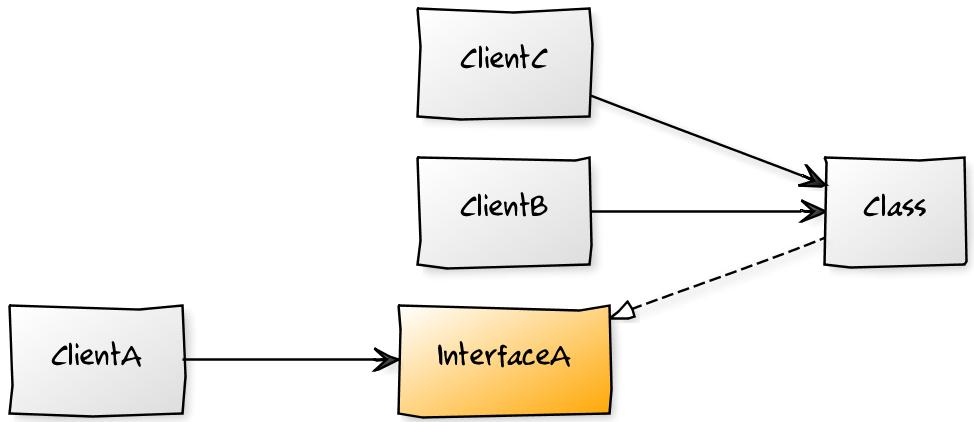 ClientC
ClientB
Class
ClientA
InterfaceA